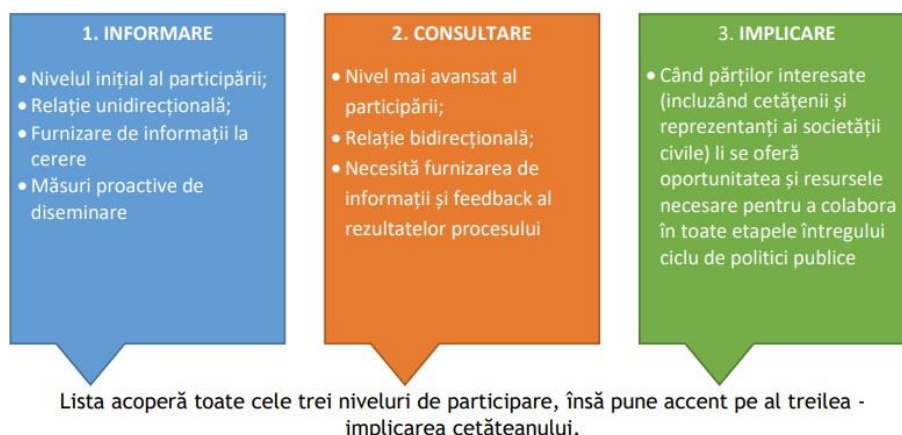 1. INFORMARE
• Nivelul inițial al participării;
• Relație unidirecțională;
• Furnizare de informații la
cerere
• Măsuri proactive de
diseminare
2. CONSULTARE
• Nivel mai avansat al
participării;
• Relație bidirecțională;
• Necesită furnizarea de
informații și feedback al
rezultatelor procesului
3. IMPLICARE
• Când părților interesate
(incluzând cetățenii și
reprezentanți ai societății
civile) li se oferă
oportunitatea și resursele
necesare pentru a colabora
în toate etapele întregului
ciclu de politici publice
Lista acoperă toate cele trei niveluri de participare, însă pune accent pe al treilea -
implicarea cetățeanului.